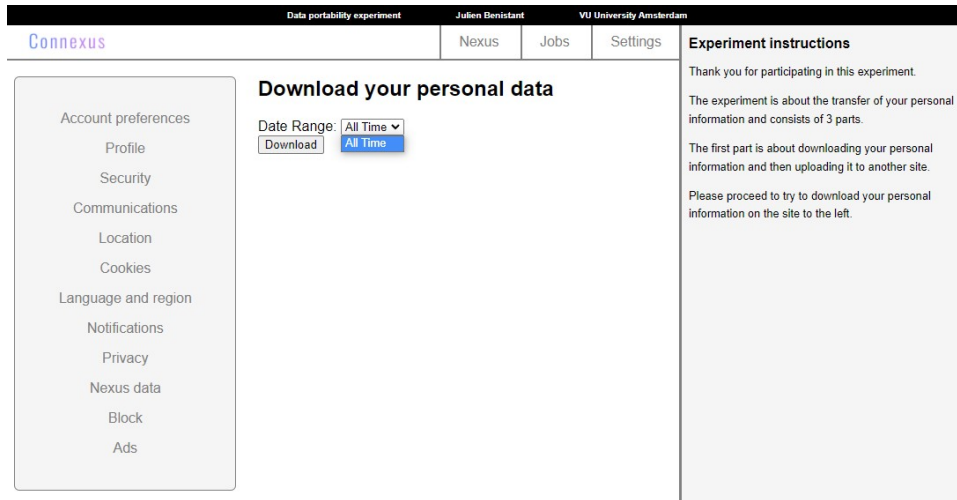 Data portability experiment Julien Benistant VU University Amsterdam
Connexus
Nexus Jobs Settings
Account preferences
Profile
Security
Communications
Location
Cookies
Language and region
Notifications
Privacy
Nexus data
Block
Ads
Download your personal data
Date Range: All Time
All Time
Download
Experiment instructions
Thank you for participating in this experiment.
The experiment is about the transfer of your personal
information and consists of 3 parts.
The first part is about downloading your personal
information and then uploading it to another site.
Please proceed to try to download your personal
information on the site to the left.